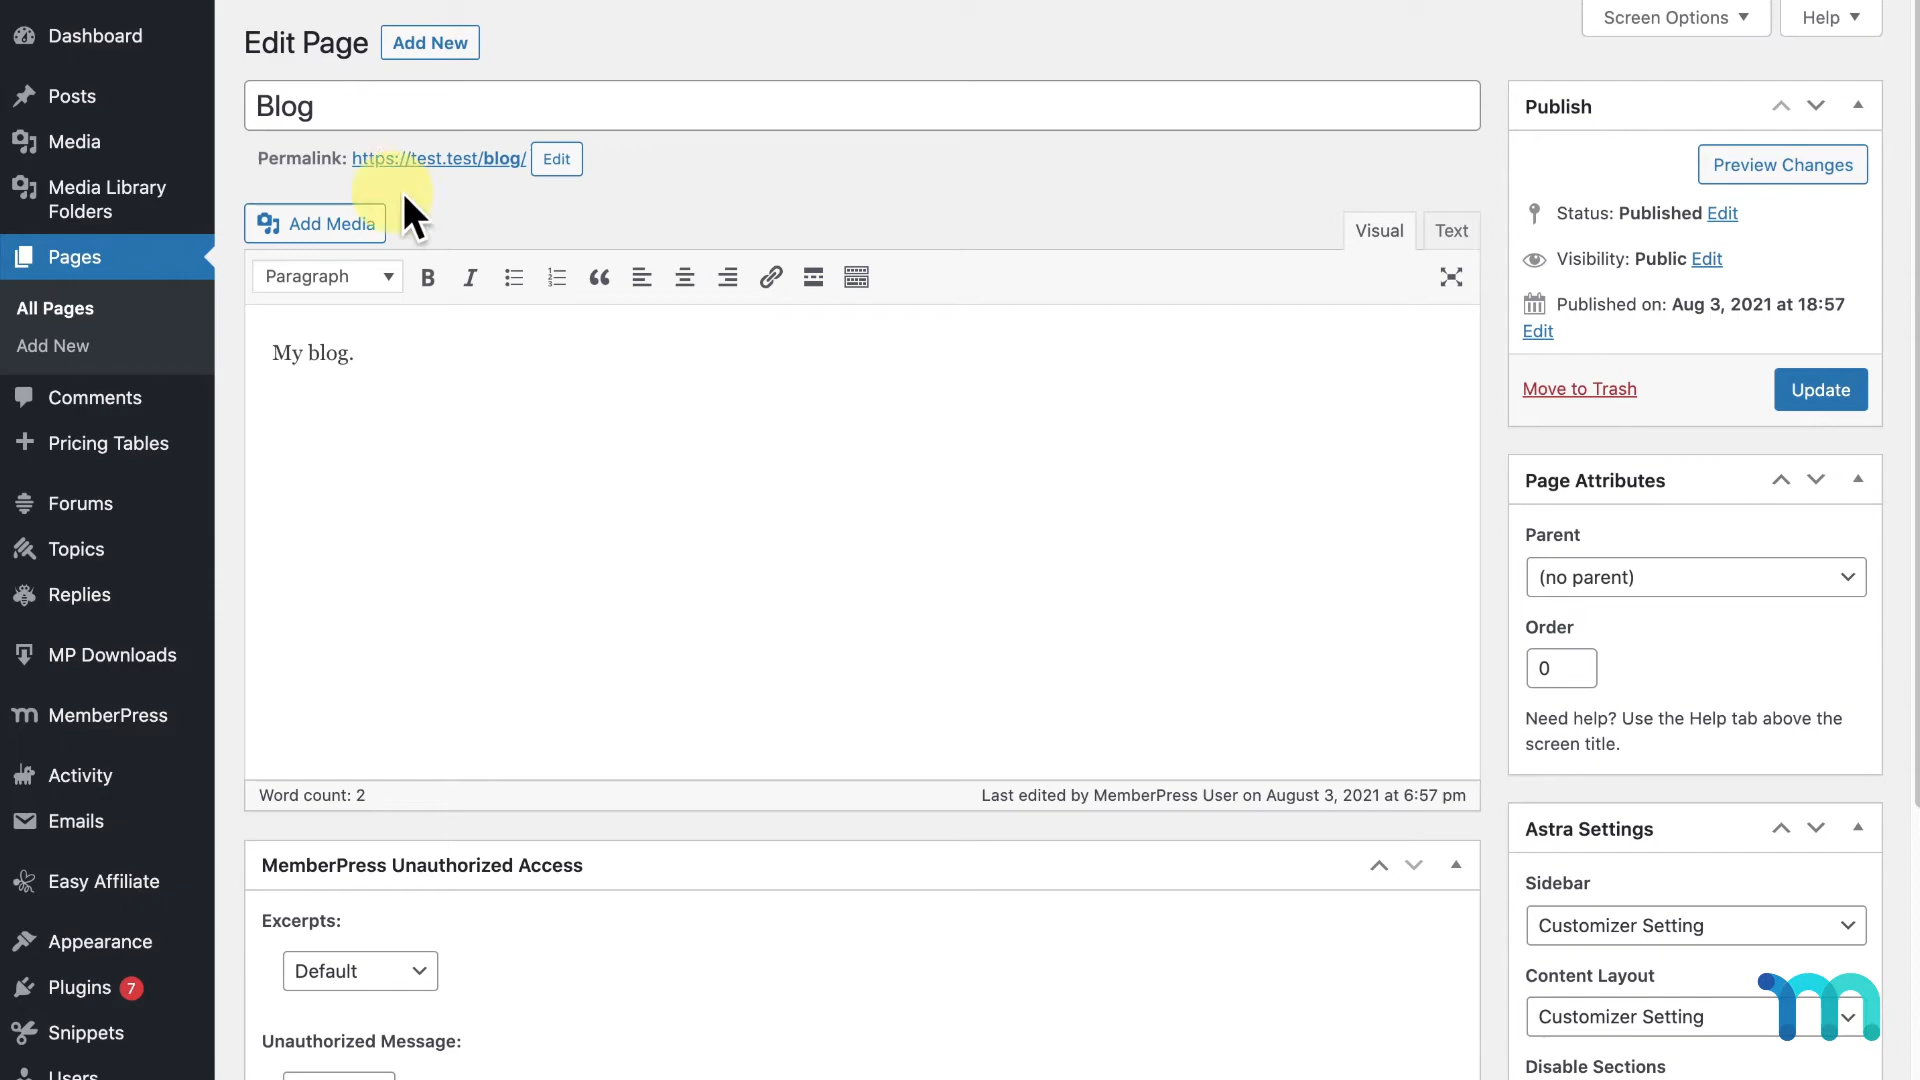 Dashboard
Posts
Media
Media Library
Folders
Pages
All Pages
Add New
Comments
Pricing Tables
Forums
Topics
Replies
MP Downloads
MemberPress
Activity
Emails
Easy Affiliate
Appearance
Plugins 7
Snippets
Users
Screen Options
Help
Edit Page
Add New
Blog
Permalink: https://test.test/blog/ Edit
Add Media
Visual
Text
Paragraph
My blog.
Word count: 2
Last edited by MemberPress User on August 3, 2021 at 6:57 pm
MemberPress Unauthorized Access
Excerpts:
Default
Unauthorized Message:
Publish
Preview Changes
Status: Published Edit
Visibility: Public Edit
Published on: Aug 3, 2021 at 18:57
Edit
Move to Trash
Update
Page Attributes
Parent
(no parent)
Order
0
Need help? Use the Help tab above the
screen title.
Astra Settings
Sidebar
Customizer Setting
Content Layout
Customizer Setting
Disable Sections